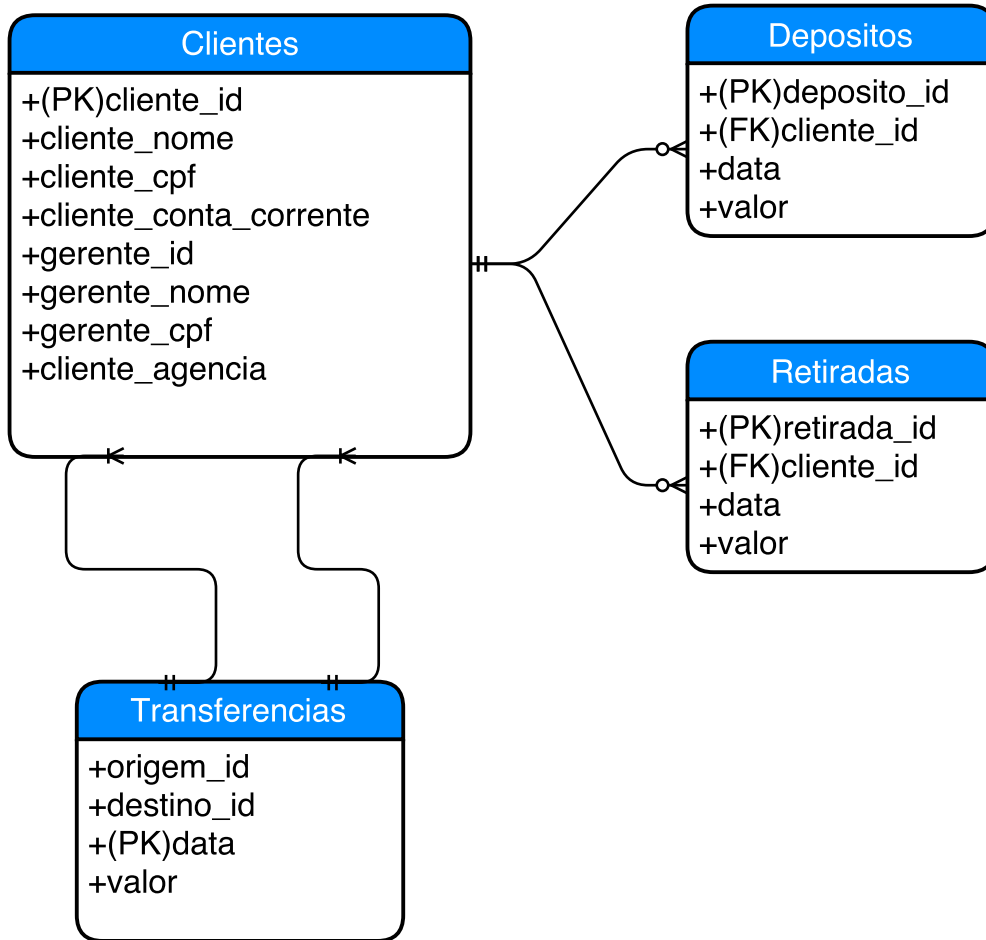 Clientes
+(PK)cliente_id
+cliente_nome
+cliente_cpf
+cliente_conta_corrente
+gerente_id
+gerente_nome
+gerente_cpf
+cliente_agencia
Depositos
+(PK)deposito_id
+(FK)cliente_id
+data
+valor
Retiradas
+(PK)retirada_id
+(FK)cliente_id
+data
+valor
Transferencias
+origem_id
+destino_id
+(PK)data
+valor